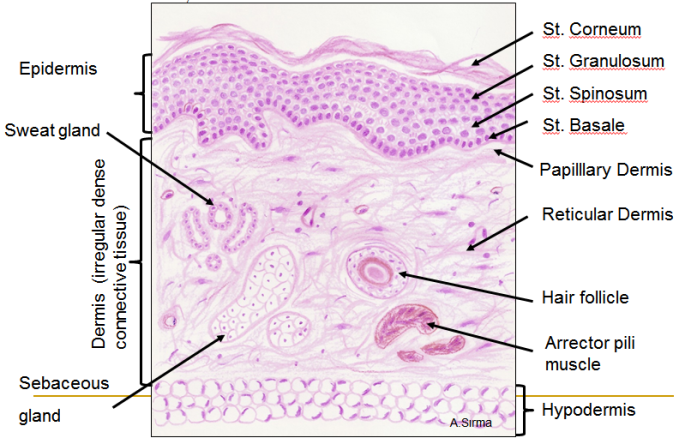 Epidermis
Sweat gland
Dermis (irregular dense
connective tissue)
Sebaceous
gland
St. Corneum
St. Granulosum
St. Spinosum
St. Basale
Papilllary Dermis
Reticular Dermis
Hair follicle
Arrector pili
muscle
Hypodermis
A.Sirma